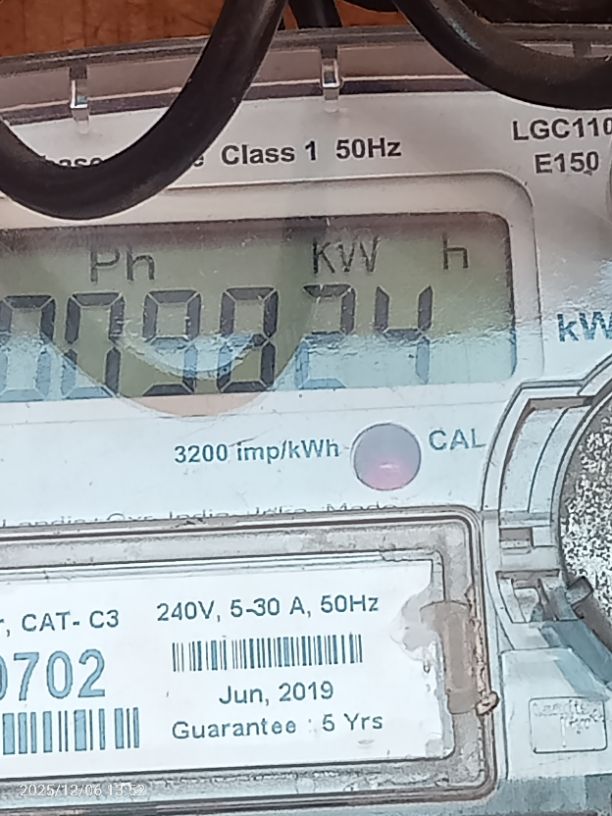 Class 1 50Hz
LGC110
E150
Ph KW h
009824
kW
3200 imp/kWh
CAL
, CAT- C3
240V, 5-30 A, 50Hz
0702
Jun, 2019
Guarantee : 5 Yrs
2025/12/06 13:52